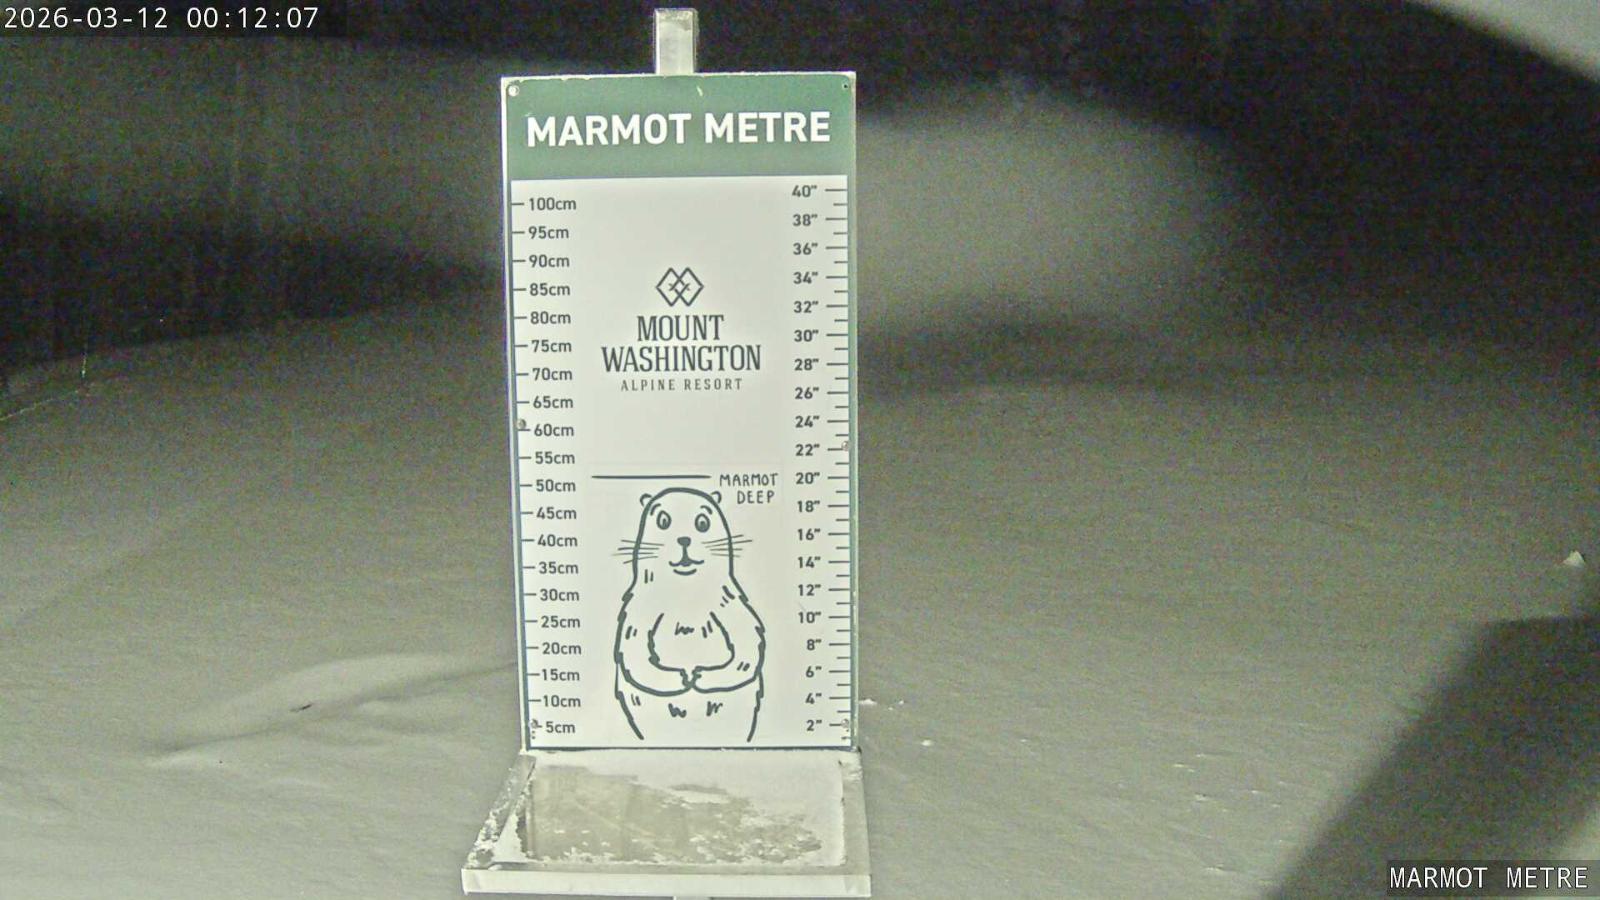 2026-03-12 00:12:07
MARMOT METRE
100cm
95cm
90cm
85cm
80cm
75cm
70cm
65cm
60cm
55cm
50cm
45cm
40cm
35cm
30cm
25cm
20cm
15cm
10cm
5cm
MOUNT
WASHINGTON
ALPINE RESORT
MARMOT
DEEP
40"
38"
36"
34"
32"
30"
28"
26"
24"
22"
20"
18"
16"
14"
12"
10"
8"
6"
4"
2"
MARMOT METRE